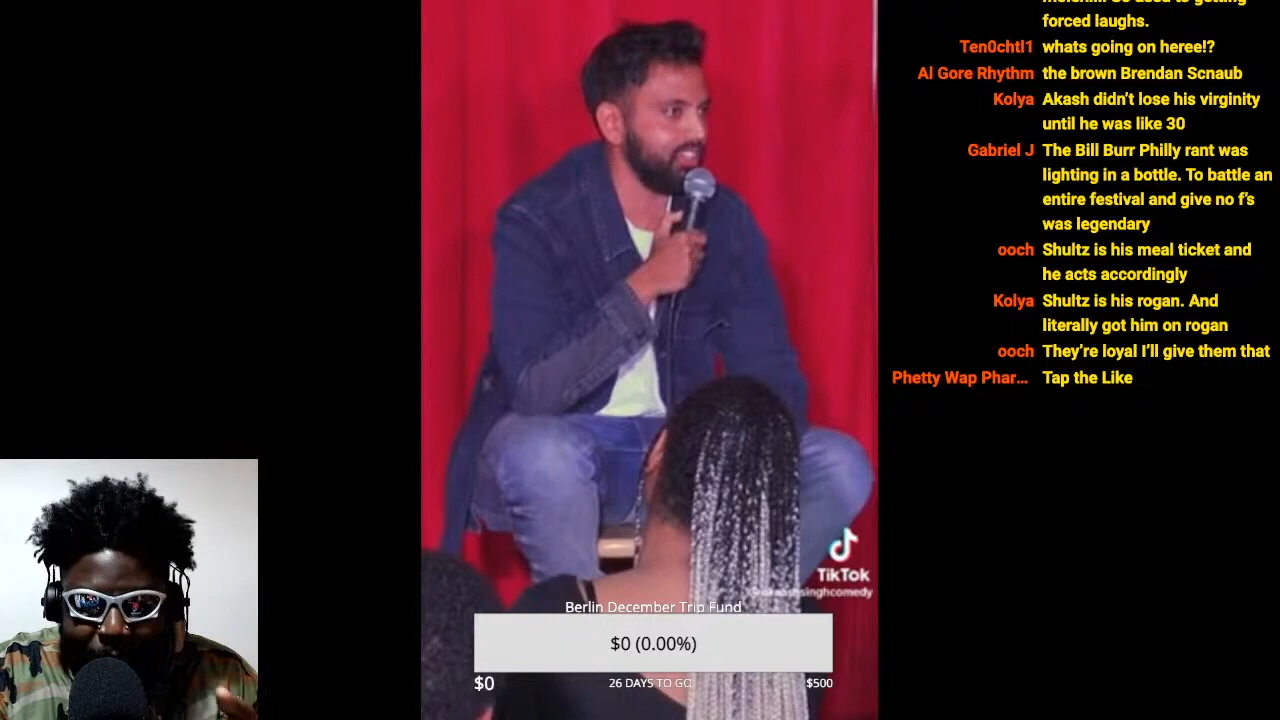 forced laughs.
Ten0chtl1 whats going on heree!?
Al Gore Rhythm the brown Brendan Scnaub
Kolya Akash didn't lose his virginity
until he was like 30
Gabriel J The Bill Burr Philly rant was
lighting in a bottle. To battle an
entire festival and give no f's
was legendary
ooch Shultz is his meal ticket and
he acts accordingly
Kolya Shultz is his rogan. And
literally got him on rogan
ooch They're loyal I'll give them that
Phetty Wap Phar... Tap the Like
TikTok
Berlin December Trip Fund
$0 (0.00%)
$0 26 DAYS TO GO $500